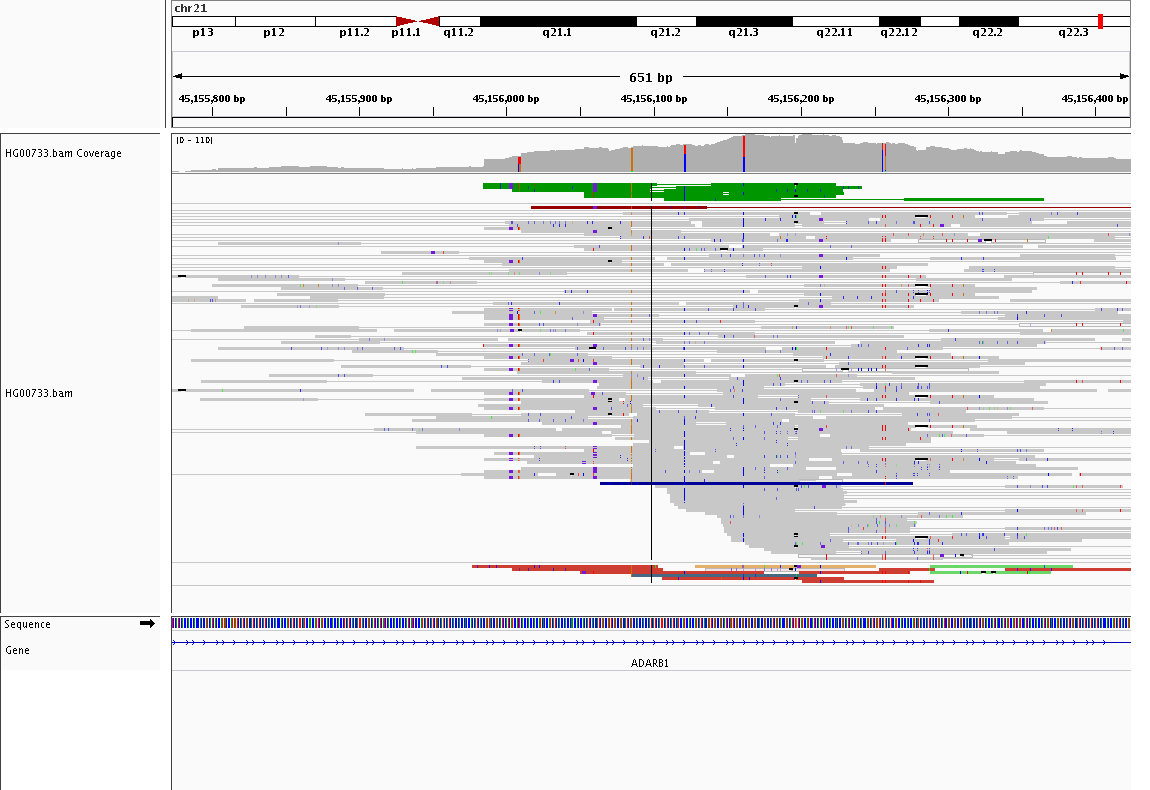 chr21
p13 p12 p11.2 p11.1 q11.2 q21.1 q21.2 q21.3 q22.11 q22.12 q22.2 q22.3
651 bp
45,155,800 bp 45,155,900 bp 45,156,000 bp 45,156,100 bp 45,156,200 bp 45,156,300 bp 45,156,400 bp
[0 - 110]
HG00733.bam Coverage
HG00733.bam
Sequence
Gene
ADARB1